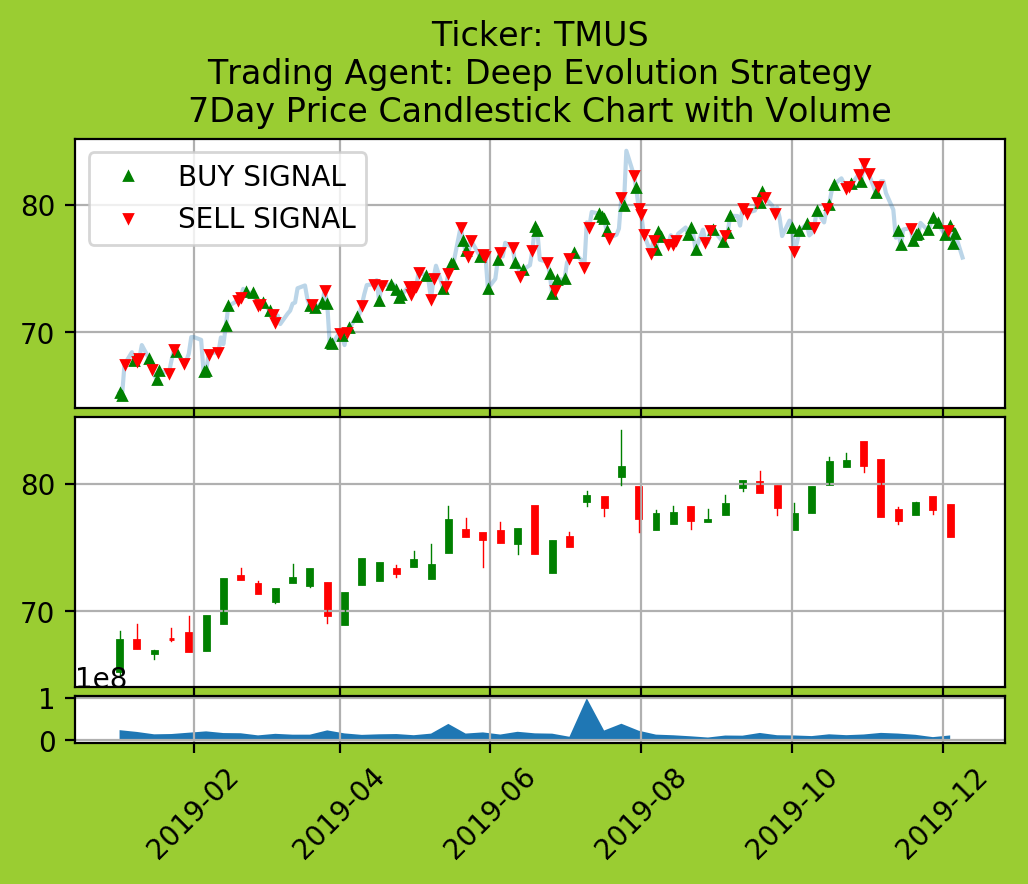 Ticker: TMUS
Trading Agent: Deep Evolution Strategy
7Day Price Candlestick Chart with Volume
BUY SIGNAL
SELL SIGNAL
80
70
80
70
1e8
1
0
2019-02
2019-04
2019-06
2019-08
2019-10
2019-12